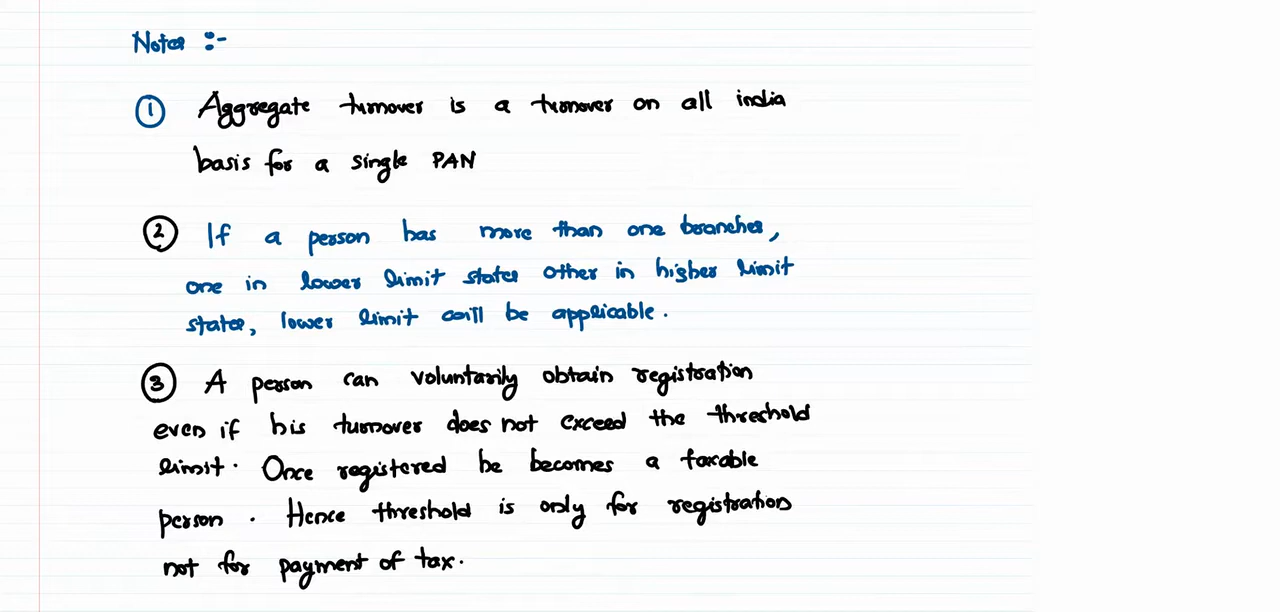 Notes :-
① Aggregate turnover is a turnover on all india
basis for a single PAN
② If a person has more than one branches,
one in lower limit states other in higher limit
states, lower limit will be applicable.
③ A person can voluntarily obtain registration
even if his turnover does not exceed the threshold
limit. Once registered he becomes a taxable
person. Hence threshold is only for registration
not for payment of tax.